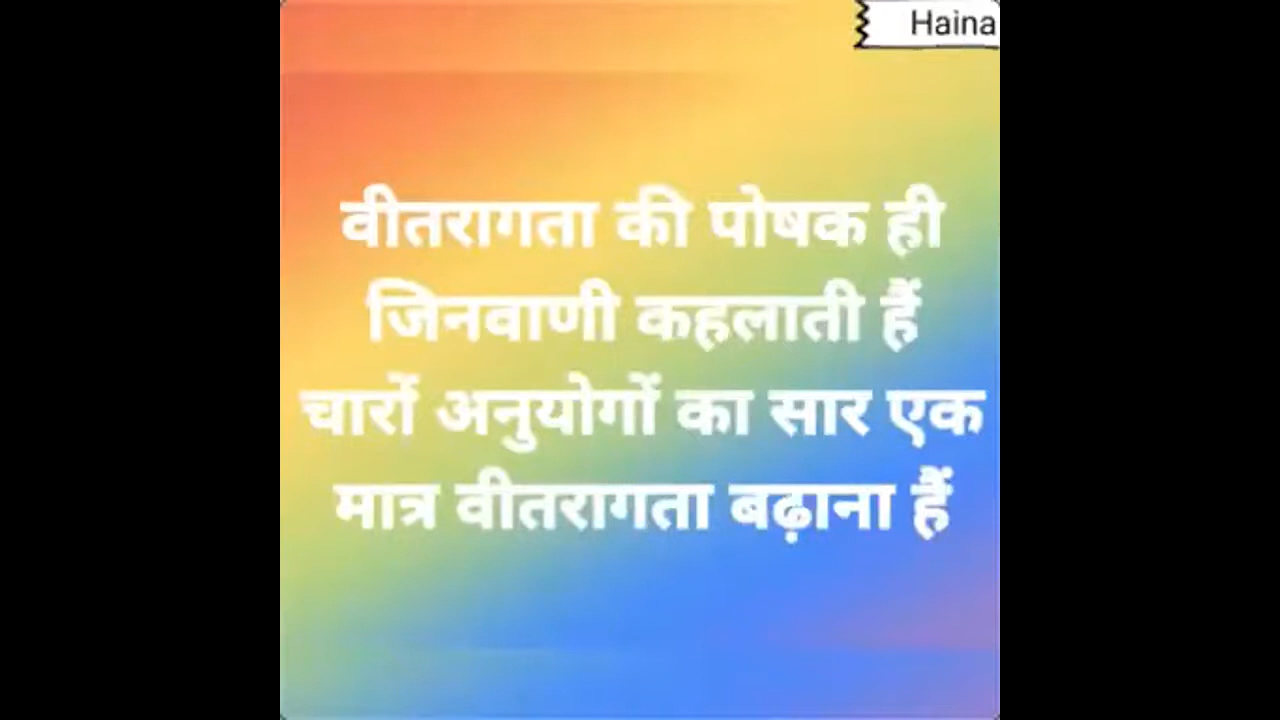 Haina
वीतरागता की पोषक ही
जिनवाणी कहलाती हैं
चारों अनुयोगों का सार एक
मात्र वीतरागता बढ़ाना हैं